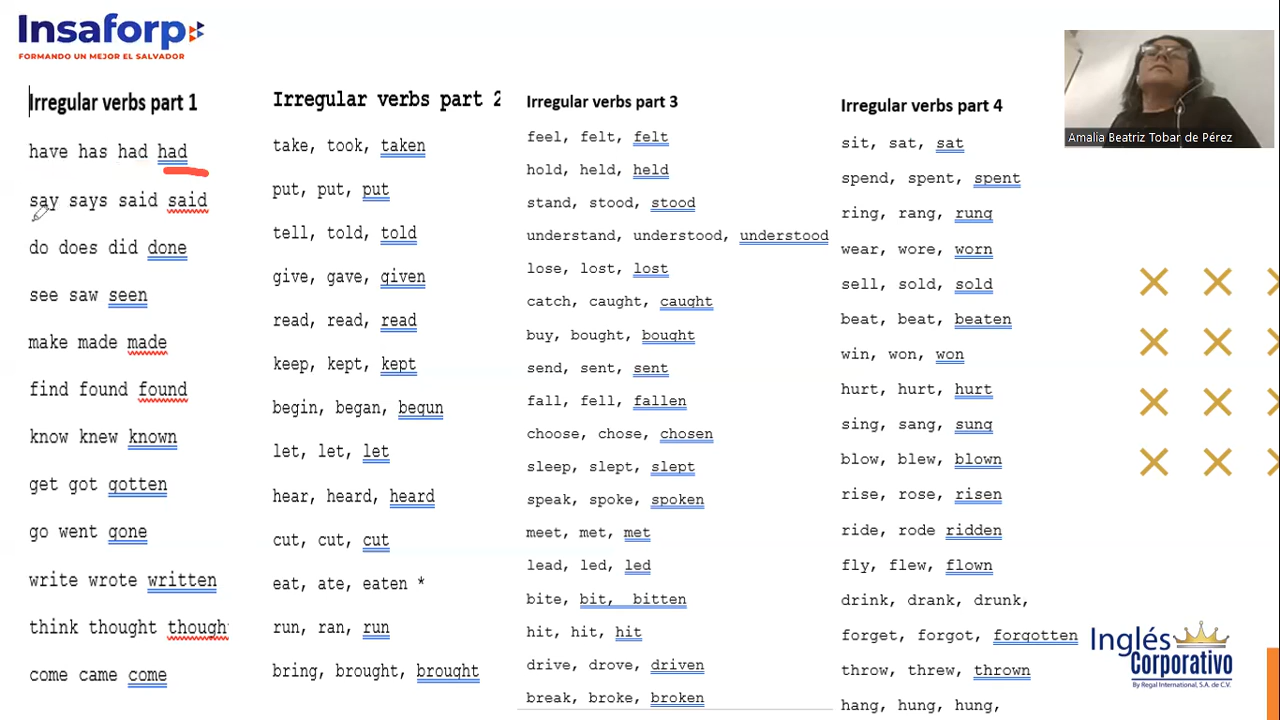 Insaforp
FORMANDO UN MEJOR EL SALVADOR
Amalia Beatriz Tobar de Pérez
Irregular verbs part 1
have has had had
say says said said
do does did done
see saw seen
make made made
find found found
know knew known
get got gotten
go went gone
write wrote written
think thought though
come came come
Irregular verbs part 2
take, took, taken
put, put, put
tell, told, told
give, gave, given
read, read, read
keep, kept, kept
begin, began, begun
let, let, let
hear, heard, heard
cut, cut, cut
eat, ate, eaten *
run, ran, run
bring, brought, brought
Irregular verbs part 3
feel, felt, felt
hold, held, held
stand, stood, stood
understand, understood, understood
lose, lost, lost
catch, caught, caught
buy, bought, bought
send, sent, sent
fall, fell, fallen
choose, chose, chosen
sleep, slept, slept
speak, spoke, spoken
meet, met, met
lead, led, led
bite, bit, bitten
hit, hit, hit
drive, drove, driven
break, broke, broken
Irregular verbs part 4
sit, sat, sat
spend, spent, spent
ring, rang, rung
wear, wore, worn
sell, sold, sold
beat, beat, beaten
win, won, won
hurt, hurt, hurt
sing, sang, sung
blow, blew, blown
rise, rose, risen
ride, rode ridden
fly, flew, flown
drink, drank, drunk,
forget, forgot, forgotten
throw, threw, thrown
hang, hung, hung,
Inglés
Corporativo
By Regal International, S.A. de C.V.